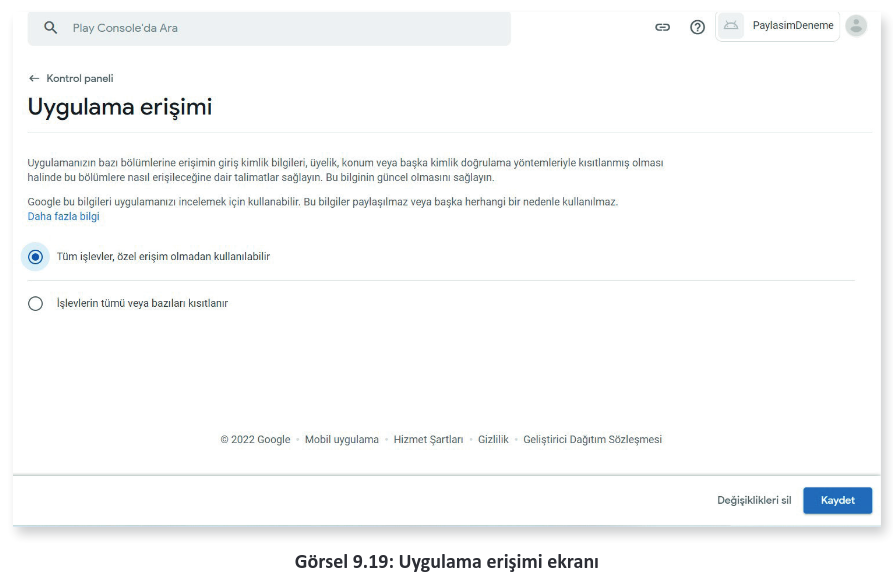 Play Console'da Ara
PaylasimDeneme
← Kontrol paneli
Uygulama erişimi
Uygulamanızın bazı bölümlerine erişimin giriş kimlik bilgileri, üyelik, konum veya başka kimlik doğrulama yöntemleriyle kısıtlanmış olması
halinde bu bölümlere nasıl erişileceğine dair talimatlar sağlayın. Bu bilginin güncel olmasını sağlayın.
Google bu bilgileri uygulamanızı incelemek için kullanabilir. Bu bilgiler paylaşılmaz veya başka herhangi bir nedenle kullanılmaz.
Daha fazla bilgi
Tüm işlevler, özel erişim olmadan kullanılabilir
İşlevlerin tümü veya bazıları kısıtlanır
© 2022 Google · Mobil uygulama · Hizmet Şartları · Gizlilik · Geliştirici Dağıtım Sözleşmesi
Değişiklikleri sil Kaydet
Görsel 9.19: Uygulama erişimi ekranı